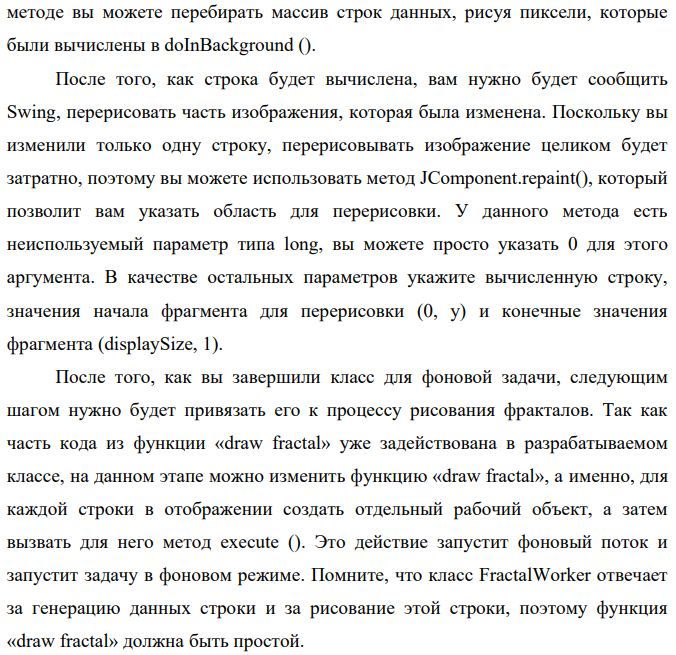 методе вы можете перебирать массив строк данных, рисуя пиксели, которые
были вычислены в doInBackground ().
После того, как строка будет вычислена, вам нужно будет сообщить
Swing, перерисовать часть изображения, которая была изменена. Поскольку вы
изменили только одну строку, перерисовывать изображение целиком будет
затратно, поэтому вы можете использовать метод JComponent.repaint(), который
позволит вам указать область для перерисовки. У данного метода есть
неиспользуемый параметр типа long, вы можете просто указать 0 для этого
аргумента. В качестве остальных параметров укажите вычисленную строку,
значения начала фрагмента для перерисовки (0, y) и конечные значения
фрагмента (displaySize, 1).
После того, как вы завершили класс для фоновой задачи, следующим
шагом нужно будет привязать его к процессу рисования фракталов. Так как
часть кода из функции «draw fractal» уже задействована в разрабатываемом
классе, на данном этапе можно изменить функцию «draw fractal», а именно, для
каждой строки в отображении создать отдельный рабочий объект, а затем
вызвать для него метод execute (). Это действие запустит фоновый поток и
запустит задачу в фоновом режиме. Помните, что класс FractalWorker отвечает
за генерацию данных строки и за рисование этой строки, поэтому функция
«draw fractal» должна быть простой.